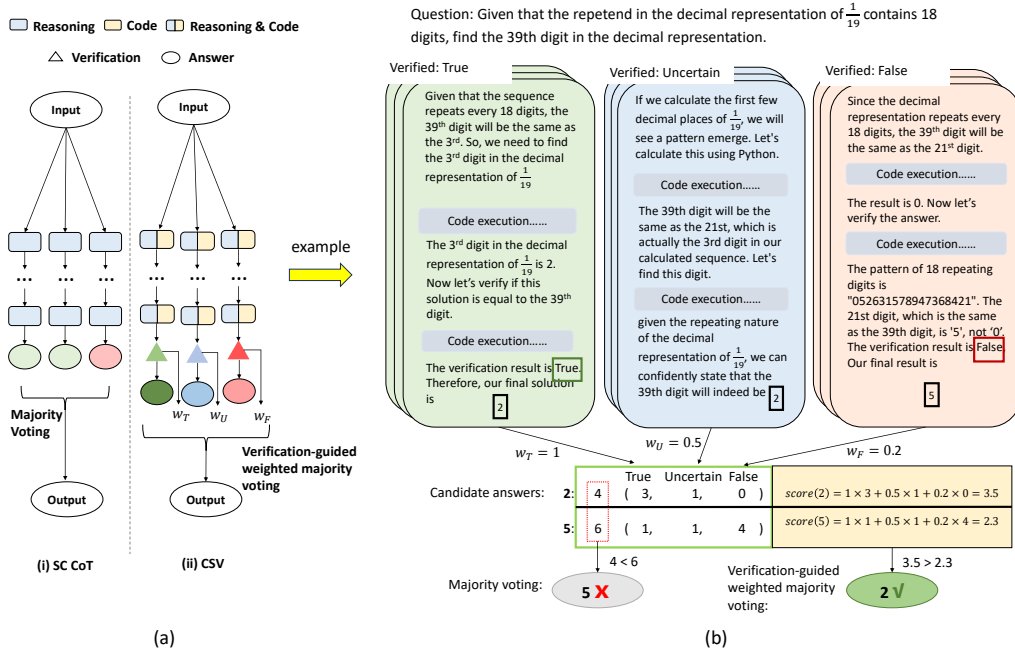 Reasoning
Code
Reasoning & Code
Verification
Answer
Input
Input
...
...
...
...
...
...
w_T
w_U
w_F
Majority
Voting
Verification-guided
weighted majority
voting
Output
Output
(i) SC CoT
(ii) CSV
(a)
example
Question: Given that the repetend in the decimal representation of 1/19 contains 18
digits, find the 39th digit in the decimal representation.
Verified: True
Given that the sequence
repeats every 18 digits, the
39th digit will be the same as
the 3rd. So, we need to find
the 3rd digit in the decimal
representation of 1/19
Code execution......
The 3rd digit in the decimal
representation of 1/19 is 2.
Now let's verify if this
solution is equal to the 39th
digit.
Code execution......
The verification result is True.
Therefore, our final solution
is
2
Verified: Uncertain
If we calculate the first few
decimal places of 1/19, we will
see a pattern emerge. Let's
calculate this using Python.
Code execution......
The 39th digit will be the
same as the 21st, which is
actually the 3rd digit in our
calculated sequence. Let's
find this digit.
Code execution......
given the repeating nature of
the decimal
representation of 1/19, we can
confidently state that the
39th digit will indeed be 2
Verified: False
Since the decimal
representation repeats every
18 digits, the 39th digit will be
the same as the 21st digit.
Code execution......
The result is 0. Now let's
verify the answer.
Code execution......
The pattern of 18 repeating
digits is
"052631578947368421". The
21st digit, which is the same
as the 39th digit, is '5', not '0'.
The verification result is False.
Our final result is
5
w_T = 1
w_U = 0.5
w_F = 0.2
True Uncertain False
Candidate answers: 2: 4 ( 3, 1, 0 ) score(2) = 1 × 3 + 0.5 × 1 + 0.2 × 0 = 3.5
5: 6 ( 1, 1, 4 ) score(5) = 1 × 1 + 0.5 × 1 + 0.2 × 4 = 2.3
4 < 6
3.5 > 2.3
Majority voting:
5 X
Verification-guided
weighted majority
voting:
2 √
(b)